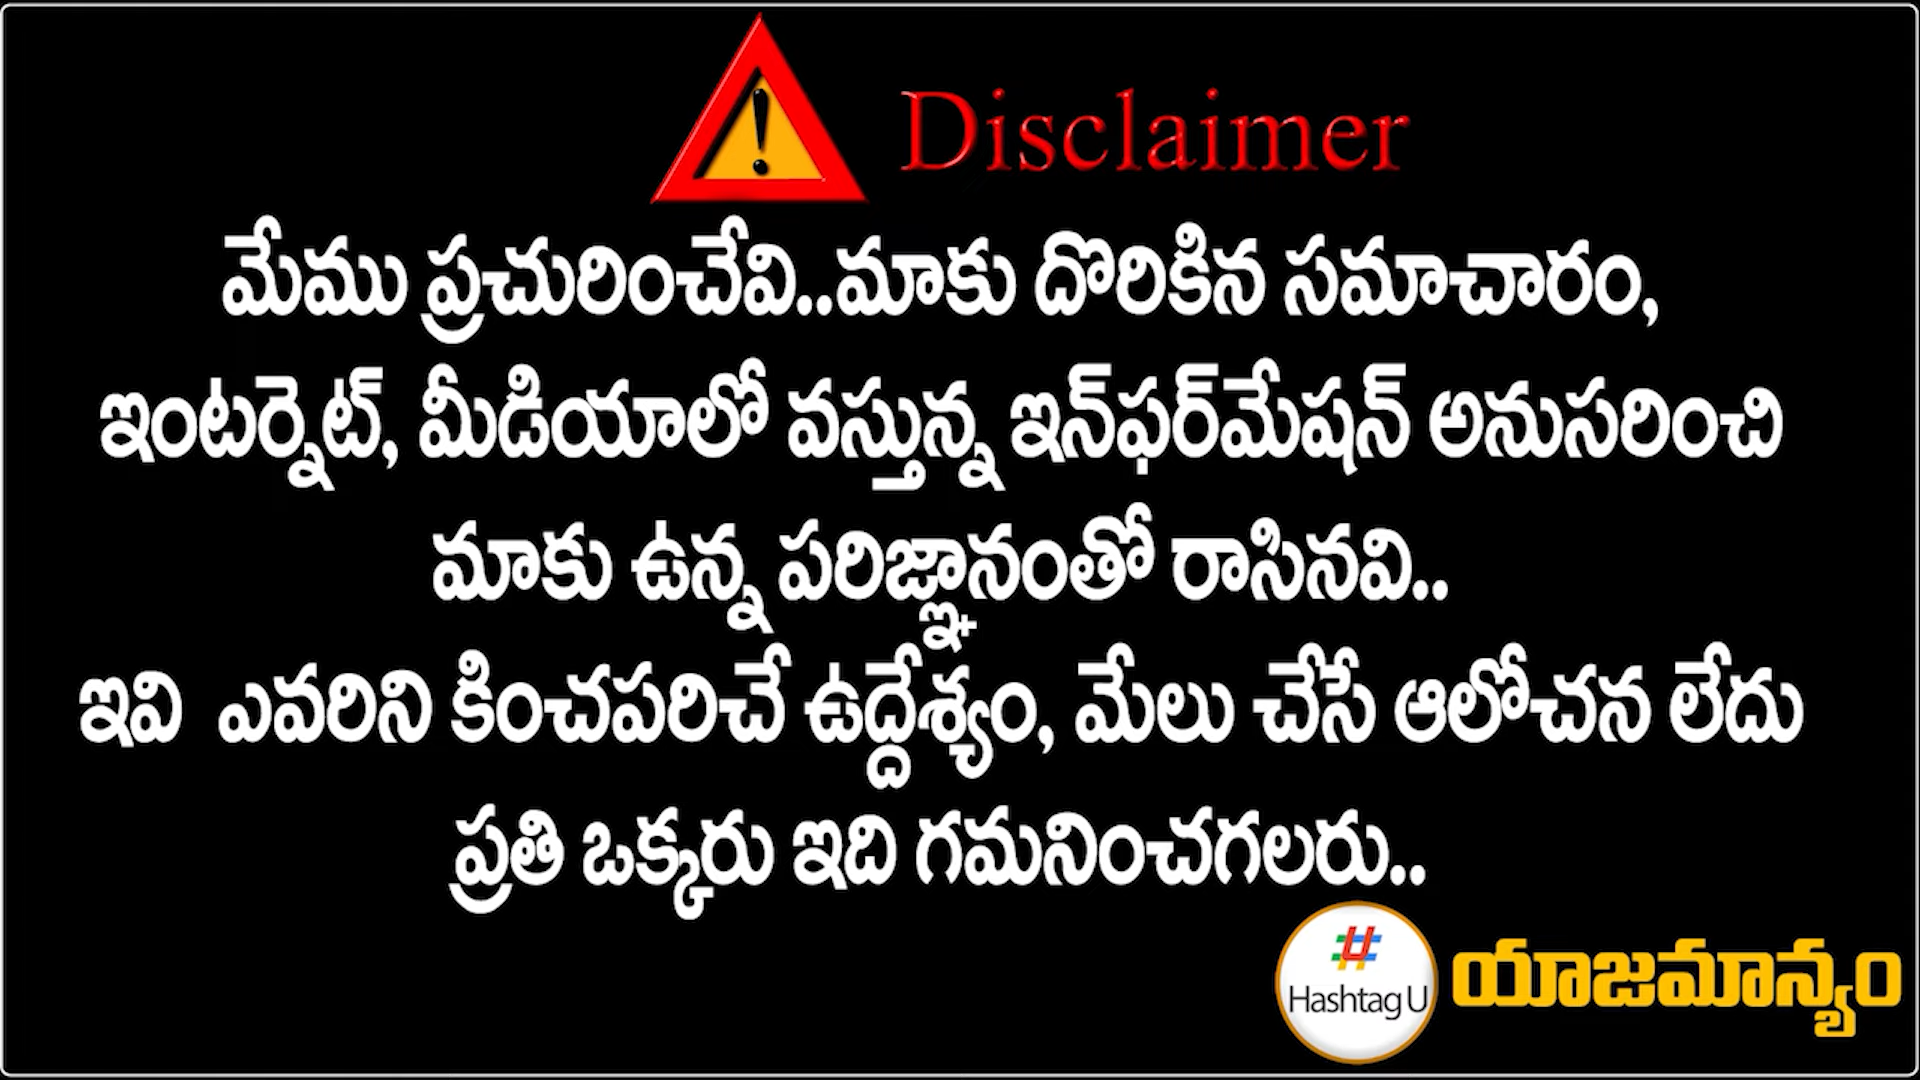 Disclaimer
మేము ప్రచురించేవి..మాకు దొరికిన సమాచారం,
ఇంటర్నెట్, మీడియాలో వస్తున్న ఇన్‌ఫర్‌మేషన్ అనుసరించి
మాకు ఉన్న పరిజ్ఞానంతో రాసినవి..
ఇవి ఎవరిని కించపరిచే ఉద్దేశ్యం, మేలు చేసే ఆలోచన లేదు
ప్రతి ఒక్కరు ఇది గమనించగలరు..
Hashtag U యాజమాన్యం